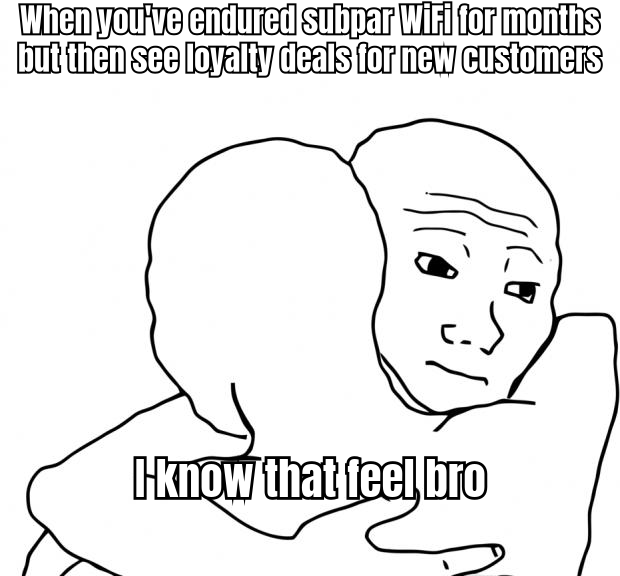 When you've endured subpar WiFi for months
but then see loyalty deals for new customers
I know that feel bro